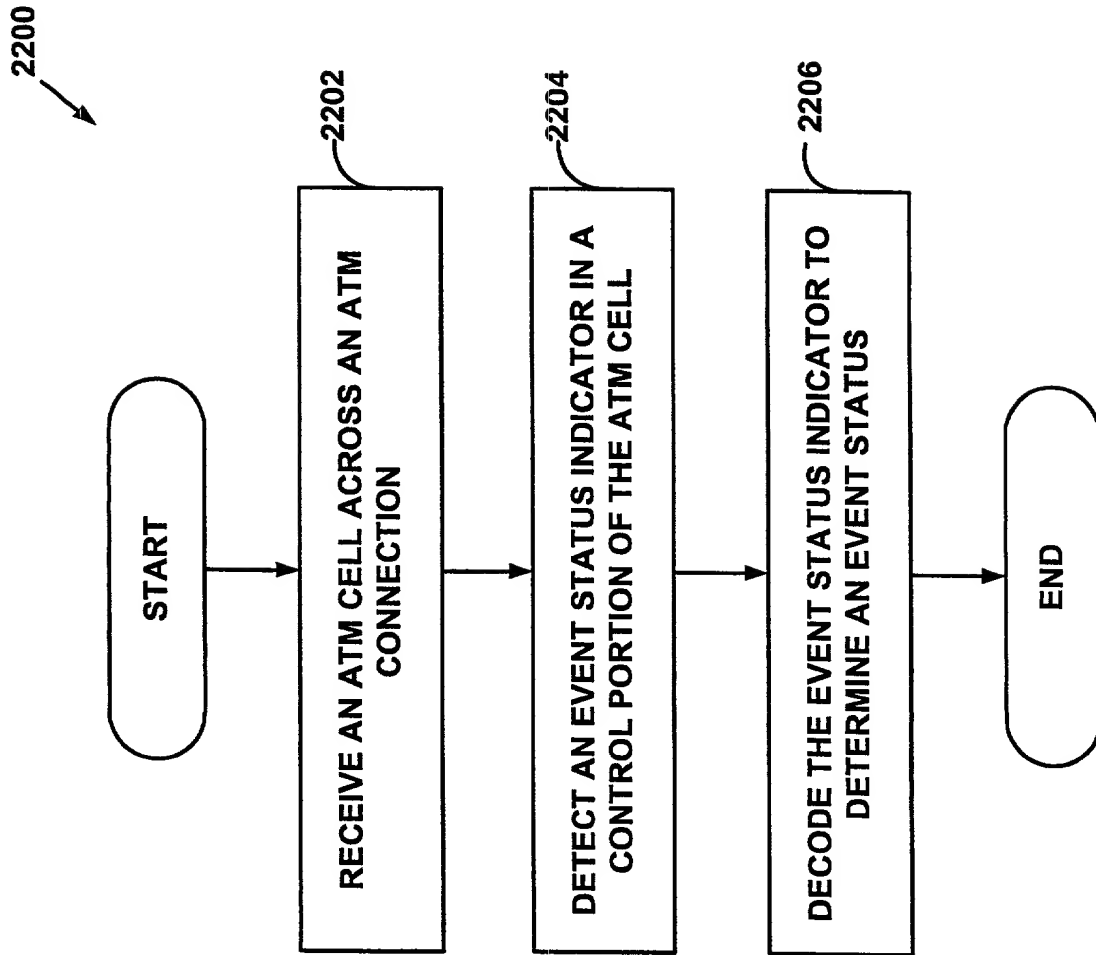 2200
START
2202
RECEIVE AN ATM CELL ACROSS AN ATM
CONNECTION
2204
DETECT AN EVENT STATUS INDICATOR IN A
CONTROL PORTION OF THE ATM CELL
2206
DECODE THE EVENT STATUS INDICATOR TO
DETERMINE AN EVENT STATUS
END